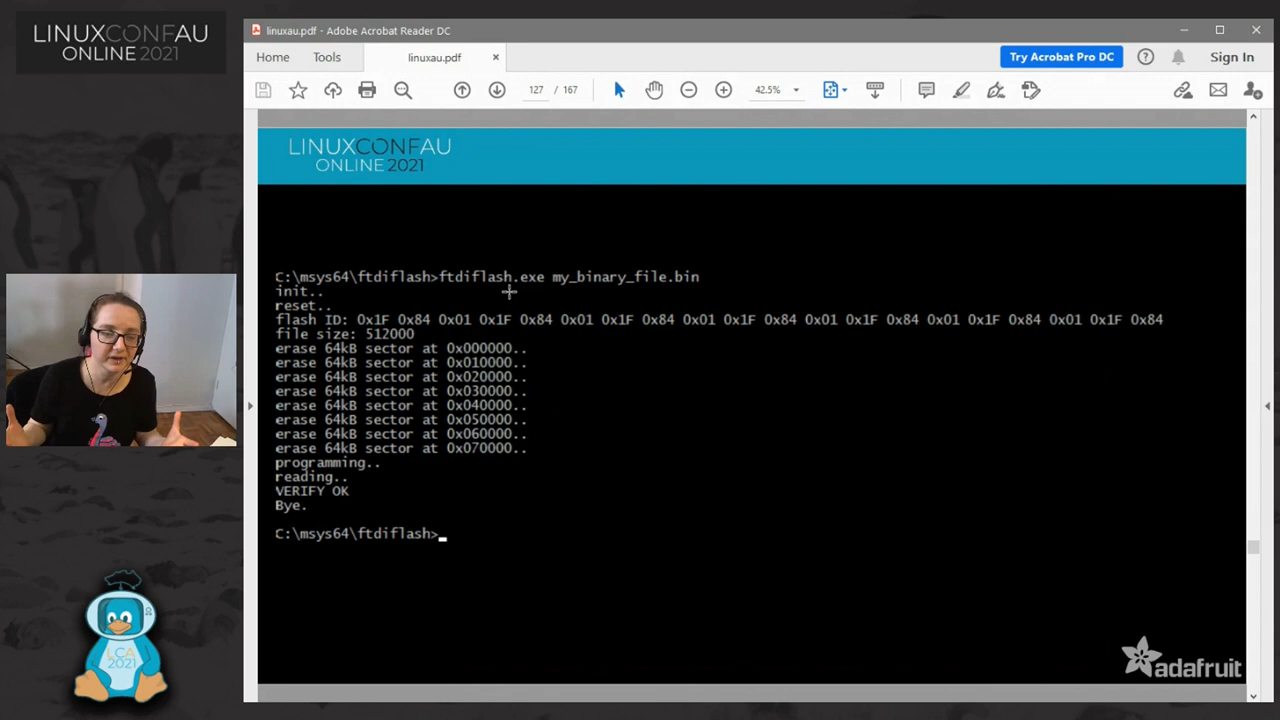 LINUXCONFAU
ONLINE 2021
linuxau.pdf - Adobe Acrobat Reader DC
Home Tools linuxau.pdf × Try Acrobat Pro DC Sign In
127 / 167 42.5%
LINUXCONFAU
ONLINE 2021
C:\msys64\ftdiflash>ftdiflash.exe my_binary_file.bin
init..
reset..
flash ID: 0x1F 0x84 0x01 0x1F 0x84 0x01 0x1F 0x84 0x01 0x1F 0x84 0x01 0x1F 0x84 0x01 0x1F 0x84 0x01 0x1F 0x84
file size: 512000
erase 64kB sector at 0x000000..
erase 64kB sector at 0x010000..
erase 64kB sector at 0x020000..
erase 64kB sector at 0x030000..
erase 64kB sector at 0x040000..
erase 64kB sector at 0x050000..
erase 64kB sector at 0x060000..
erase 64kB sector at 0x070000..
programming..
reading..
VERIFY OK
Bye.
C:\msys64\ftdiflash>
LCA
2021
adafruit